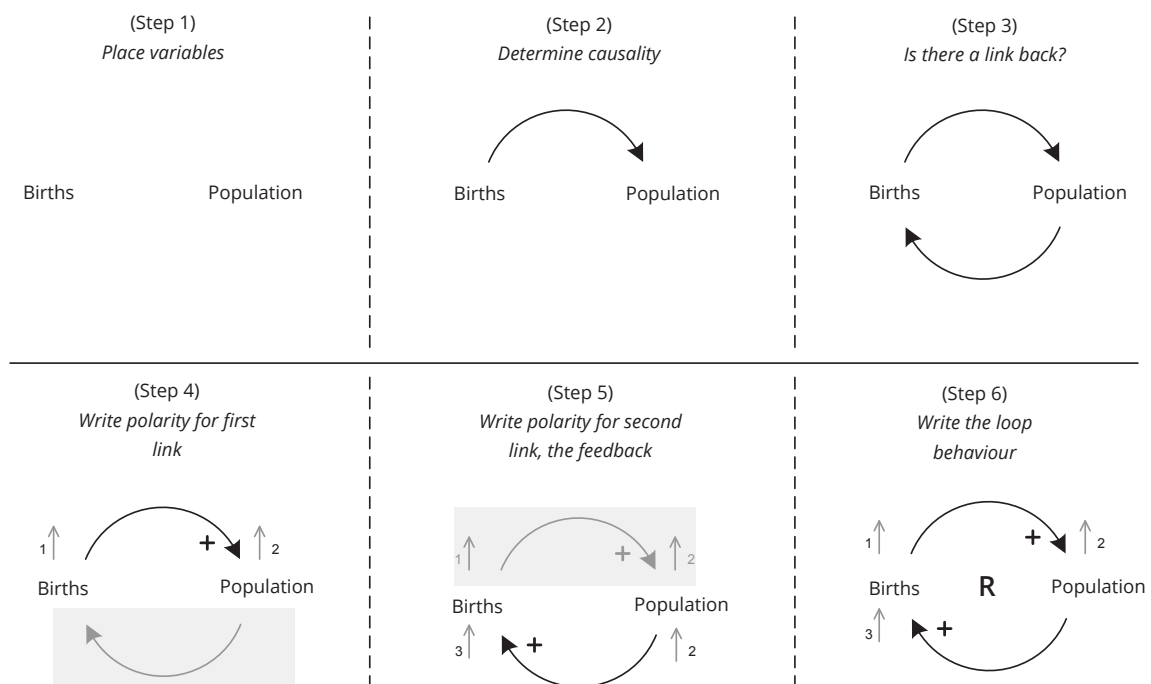 (Step 1)
Place variables
Births
Population
(Step 2)
Determine causality
Births
Population
(Step 3)
Is there a link back?
Births
Population
(Step 4)
Write polarity for first
link
1
+
2
Births
Population
(Step 5)
Write polarity for second
link, the feedback
1
+
2
Births
Population
3
+
2
(Step 6)
Write the loop
behaviour
1
+
2
Births
R
Population
3
+